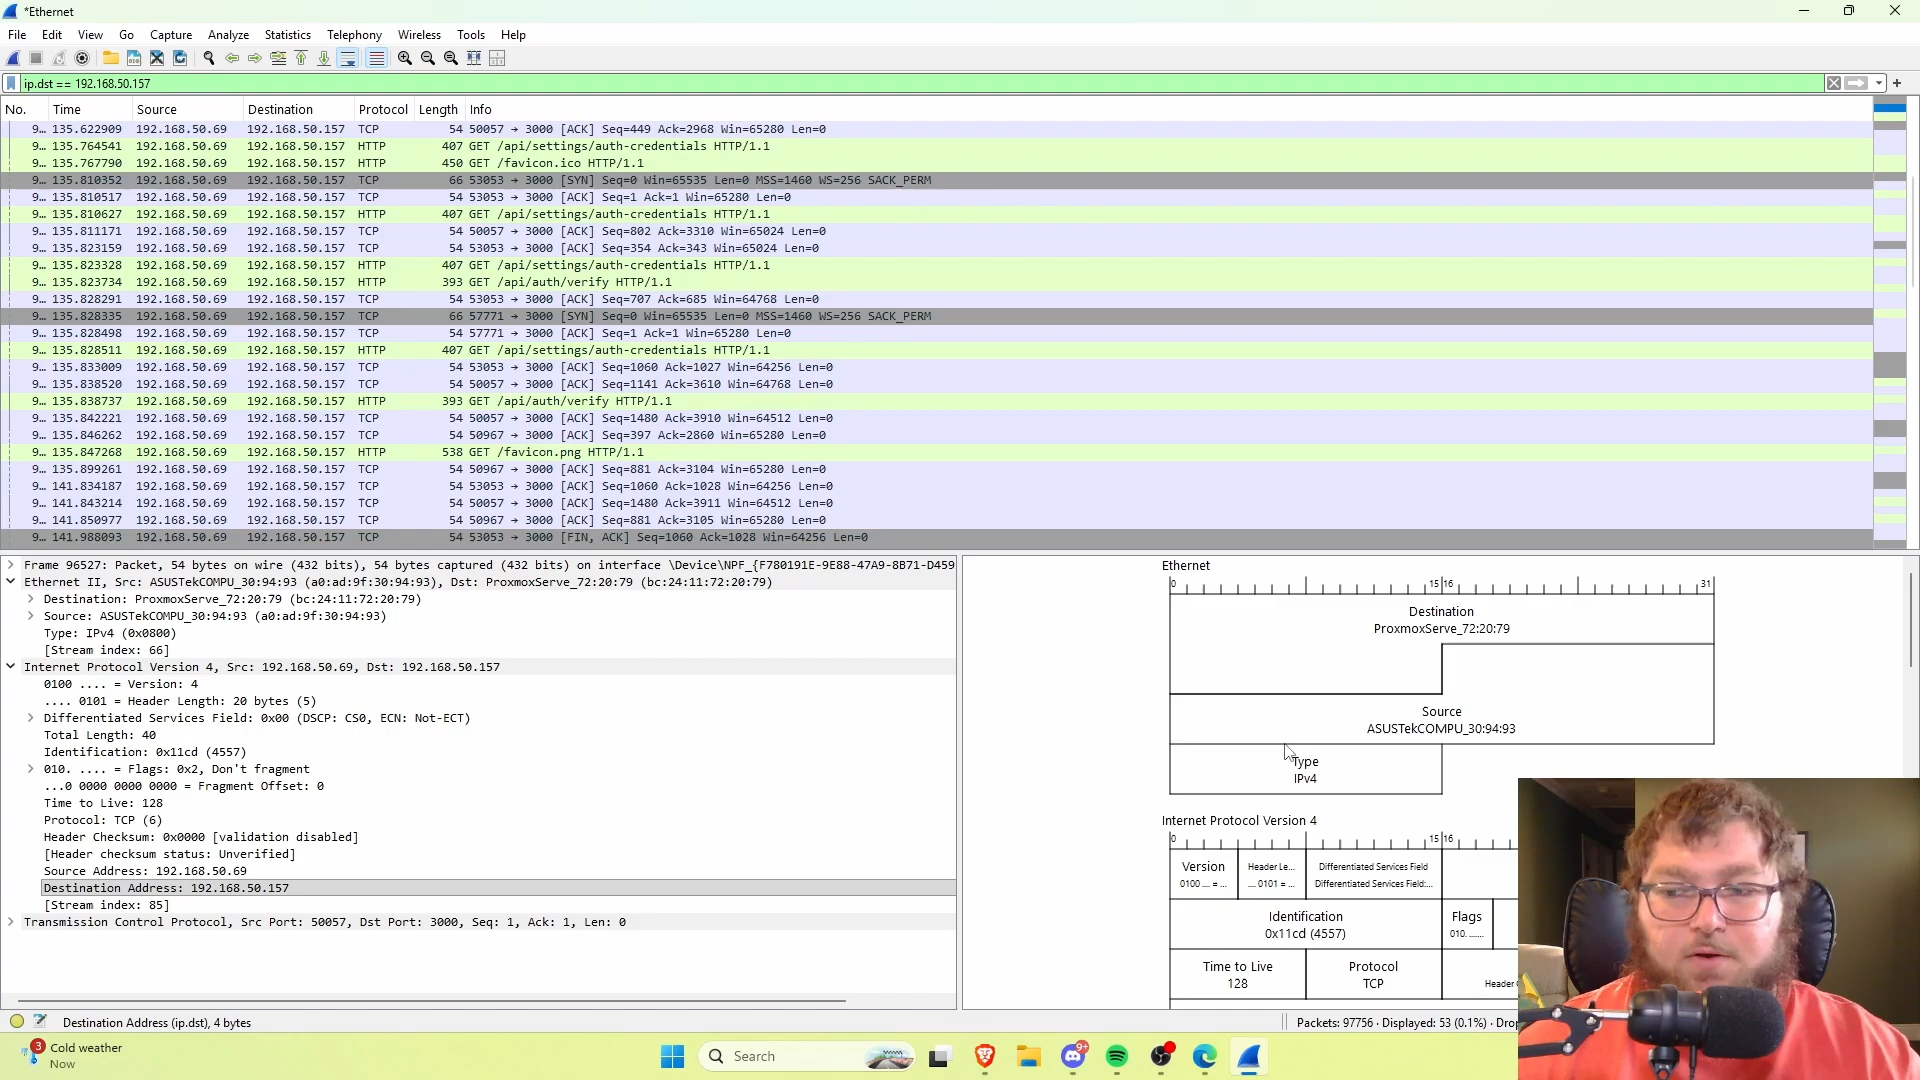 *Ethernet
File Edit View Go Capture Analyze Statistics Telephony Wireless Tools Help
ip.dst == 192.168.50.157
No. Time Source Destination Protocol Length Info
9… 135.622909 192.168.50.69 192.168.50.157 TCP 54 50057 → 3000 [ACK] Seq=449 Ack=2968 Win=65280 Len=0
9… 135.764541 192.168.50.69 192.168.50.157 HTTP 407 GET /api/settings/auth-credentials HTTP/1.1
9… 135.767790 192.168.50.69 192.168.50.157 HTTP 450 GET /favicon.ico HTTP/1.1
9… 135.810352 192.168.50.69 192.168.50.157 TCP 66 53053 → 3000 [SYN] Seq=0 Win=65535 Len=0 MSS=1460 WS=256 SACK_PERM
9… 135.810517 192.168.50.69 192.168.50.157 TCP 54 53053 → 3000 [ACK] Seq=1 Ack=1 Win=65280 Len=0
9… 135.810627 192.168.50.69 192.168.50.157 HTTP 407 GET /api/settings/auth-credentials HTTP/1.1
9… 135.811171 192.168.50.69 192.168.50.157 TCP 54 50057 → 3000 [ACK] Seq=802 Ack=3310 Win=65024 Len=0
9… 135.823159 192.168.50.69 192.168.50.157 TCP 54 53053 → 3000 [ACK] Seq=354 Ack=343 Win=65024 Len=0
9… 135.823328 192.168.50.69 192.168.50.157 HTTP 407 GET /api/settings/auth-credentials HTTP/1.1
9… 135.823734 192.168.50.69 192.168.50.157 HTTP 393 GET /api/auth/verify HTTP/1.1
9… 135.828291 192.168.50.69 192.168.50.157 TCP 54 53053 → 3000 [ACK] Seq=707 Ack=685 Win=64768 Len=0
9… 135.828335 192.168.50.69 192.168.50.157 TCP 66 57771 → 3000 [SYN] Seq=0 Win=65535 Len=0 MSS=1460 WS=256 SACK_PERM
9… 135.828498 192.168.50.69 192.168.50.157 TCP 54 57771 → 3000 [ACK] Seq=1 Ack=1 Win=65280 Len=0
9… 135.828511 192.168.50.69 192.168.50.157 HTTP 407 GET /api/settings/auth-credentials HTTP/1.1
9… 135.833009 192.168.50.69 192.168.50.157 TCP 54 53053 → 3000 [ACK] Seq=1060 Ack=1027 Win=64256 Len=0
9… 135.838520 192.168.50.69 192.168.50.157 TCP 54 50057 → 3000 [ACK] Seq=1141 Ack=3610 Win=64768 Len=0
9… 135.838737 192.168.50.69 192.168.50.157 HTTP 393 GET /api/auth/verify HTTP/1.1
9… 135.842221 192.168.50.69 192.168.50.157 TCP 54 50057 → 3000 [ACK] Seq=1480 Ack=3910 Win=64512 Len=0
9… 135.846262 192.168.50.69 192.168.50.157 TCP 54 50967 → 3000 [ACK] Seq=397 Ack=2860 Win=65280 Len=0
9… 135.847268 192.168.50.69 192.168.50.157 HTTP 538 GET /favicon.png HTTP/1.1
9… 135.899261 192.168.50.69 192.168.50.157 TCP 54 50967 → 3000 [ACK] Seq=881 Ack=3104 Win=65280 Len=0
9… 141.834187 192.168.50.69 192.168.50.157 TCP 54 53053 → 3000 [ACK] Seq=1060 Ack=1028 Win=64256 Len=0
9… 141.843214 192.168.50.69 192.168.50.157 TCP 54 50057 → 3000 [ACK] Seq=1480 Ack=3911 Win=64512 Len=0
9… 141.850977 192.168.50.69 192.168.50.157 TCP 54 50967 → 3000 [ACK] Seq=881 Ack=3105 Win=65280 Len=0
9… 141.988093 192.168.50.69 192.168.50.157 TCP 54 53053 → 3000 [FIN, ACK] Seq=1060 Ack=1028 Win=64256 Len=0
Frame 96527: Packet, 54 bytes on wire (432 bits), 54 bytes captured (432 bits) on interface \Device\NPF_{F780191E-9E88-47A9-8B71-D459
Ethernet II, Src: ASUSTekCOMPU_30:94:93 (a0:ad:9f:30:94:93), Dst: ProxmoxServe_72:20:79 (bc:24:11:72:20:79)
Destination: ProxmoxServe_72:20:79 (bc:24:11:72:20:79)
Source: ASUSTekCOMPU_30:94:93 (a0:ad:9f:30:94:93)
Type: IPv4 (0x0800)
[Stream index: 66]
Internet Protocol Version 4, Src: 192.168.50.69, Dst: 192.168.50.157
0100 .... = Version: 4
.... 0101 = Header Length: 20 bytes (5)
Differentiated Services Field: 0x00 (DSCP: CS0, ECN: Not-ECT)
Total Length: 40
Identification: 0x11cd (4557)
010. .... = Flags: 0x2, Don't fragment
...0 0000 0000 0000 = Fragment Offset: 0
Time to Live: 128
Protocol: TCP (6)
Header Checksum: 0x0000 [validation disabled]
[Header checksum status: Unverified]
Source Address: 192.168.50.69
Destination Address: 192.168.50.157
[Stream index: 85]
Transmission Control Protocol, Src Port: 50057, Dst Port: 3000, Seq: 1, Ack: 1, Len: 0
Ethernet
0 15 16 31
Destination
ProxmoxServe_72:20:79
Source
ASUSTekCOMPU_30:94:93
Type
IPv4
Internet Protocol Version 4
0 15 16
Version Header Le... Differentiated Services Field
0100 .... = ... .... 0101 = ... Differentiated Services Field:...
Identification Flags
0x11cd (4557) 010. ....…
Time to Live Protocol
128 TCP Header
Destination Address (ip.dst), 4 bytes
Packets: 97756 · Displayed: 53 (0.1%) · Drop
3 Cold weather
Now
Search
9+